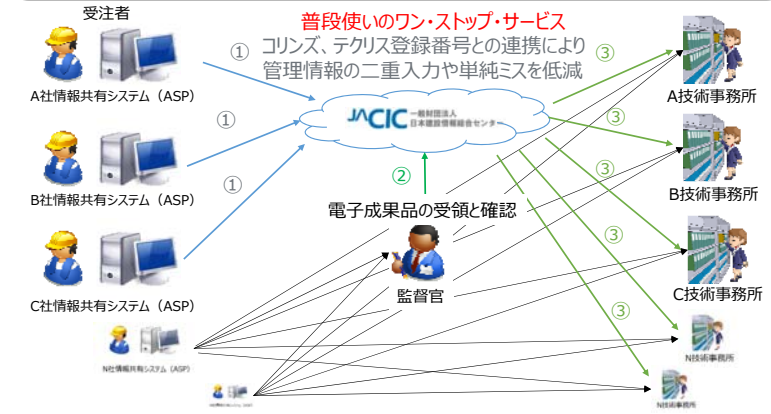 受注者
普段使いのワン・ストップ・サービス
コリンズ、テクリス登録番号との連携により
管理情報の二重入力や単純ミスを低減
①
③
A社情報共有システム（ASP）
JACIC 一般財団法人
日本建設情報総合センター
A技術事務所
①
③
B社情報共有システム（ASP）
②
③
B技術事務所
①
電子成果品の受領と確認
③
C社情報共有システム（ASP）
監督官
C技術事務所
③
N社情報共有システム（ASP）
N技術事務所
N技術事務所